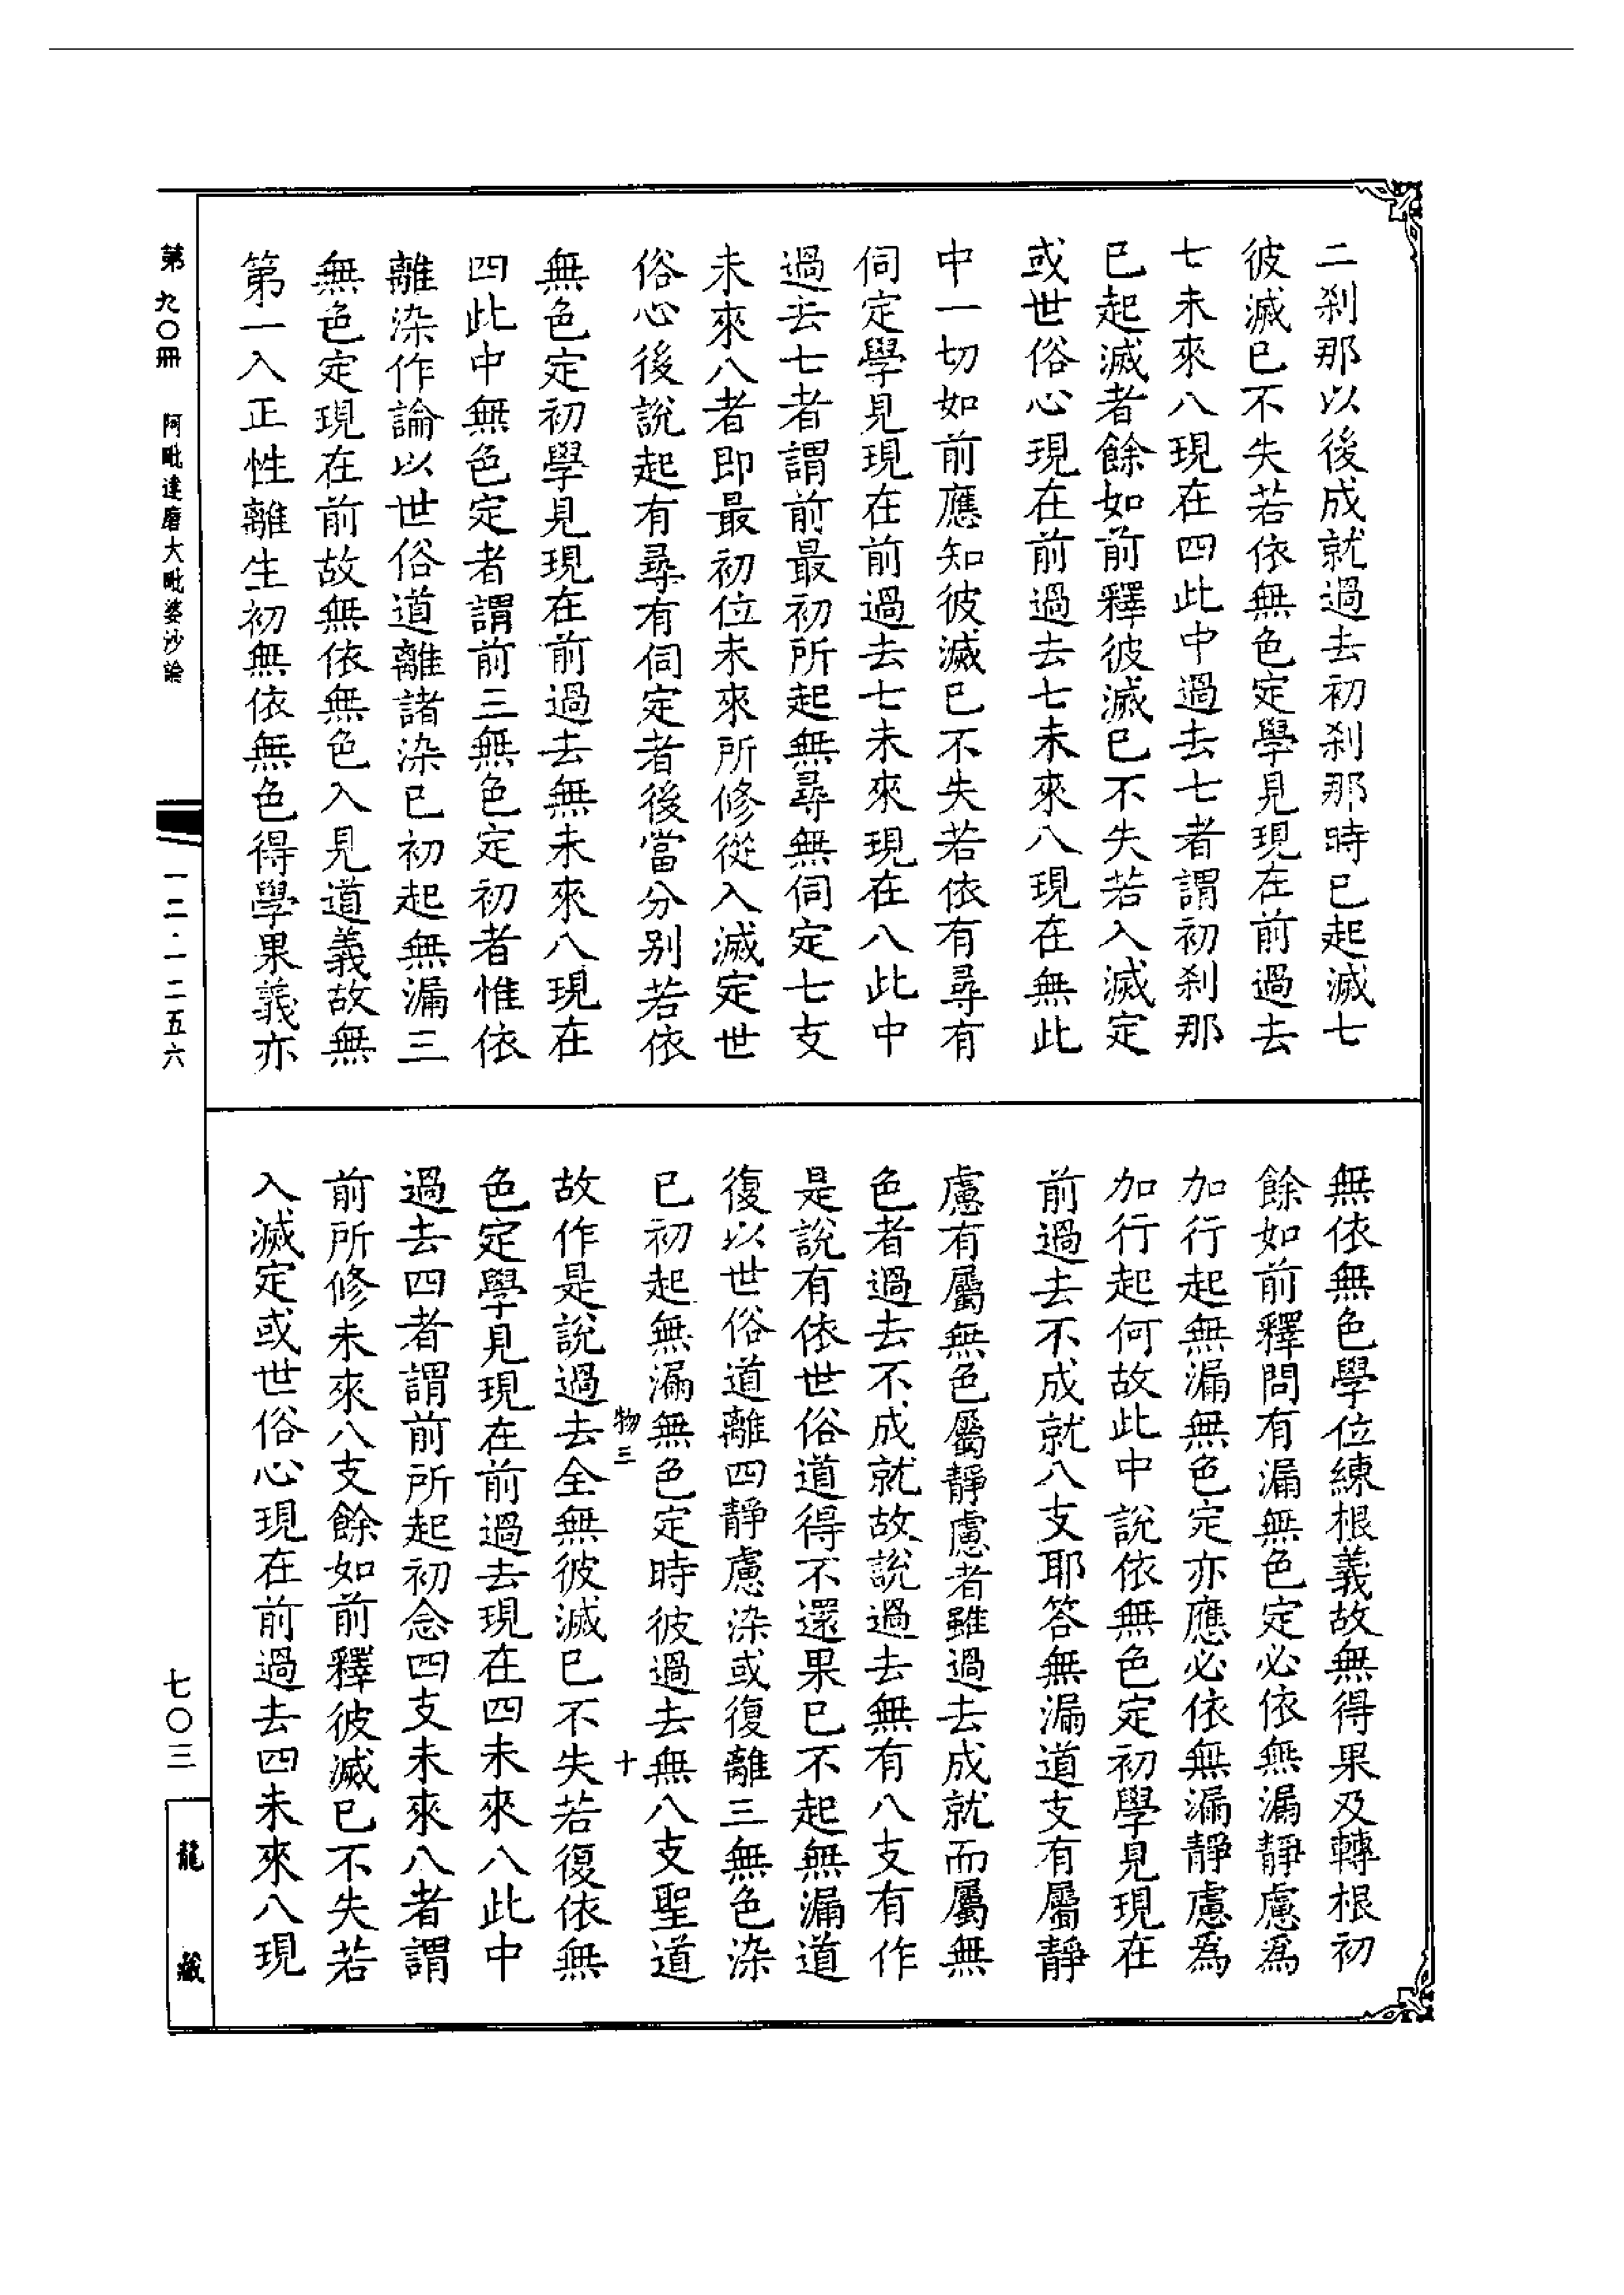 二刹那以後成就過去初刹那時已起滅七
彼滅已不失若依無色定學見現在前過去
七未來八現在四此中過去七者謂初刹那
已起滅者餘如前釋彼滅已不失若入滅定
或世俗心現在前過去七未來八現在無此
中一切如前應知彼滅已不失若依有尋有
伺定學見現在前過去七未來現在八此中
過去七者謂前最初所起無尋無伺定七支
未來八者即最初位未來所修從入滅定世
俗心後說起有尋有伺定者後當分别若依
無色定初學見現在前過去無未來八現在
四此中無色定者謂前三無色定初者惟依
離染作論以世俗道離諸染已初起無漏三
無色定現在前故無依無色入見道義故無
第一入正性離生初無依無色得學果義亦
無依無色學位練根義故無得果及轉根初
餘如前釋問有漏無色定必依無漏靜慮爲
加行起無漏無色定亦應必依無漏靜慮爲
加行起何故此中說依無色定初學見現在
前過去不成就八支耶答無漏道支有屬靜
慮有屬無色屬靜慮者雖過去成就而屬無
色者過去不成就故說過去無有八支有作
是說有依世俗道得不還果已不起無漏道
復以世俗道離四靜慮染或復離三無色染
已初起無漏無色定時彼過去無八支聖道
物三
十
故作是說過去全無彼滅已不失若復依無
色定學見現在前過去現在四未來八此中
過去四者謂前所起初念四支未來八者謂
前所修未來八支餘如前釋彼滅已不失若
入滅定或世俗心現在前過去四未來八現
第九〇冊
阿毗達磨大毗婆沙論
一二·一二五六
七〇三
龍藏